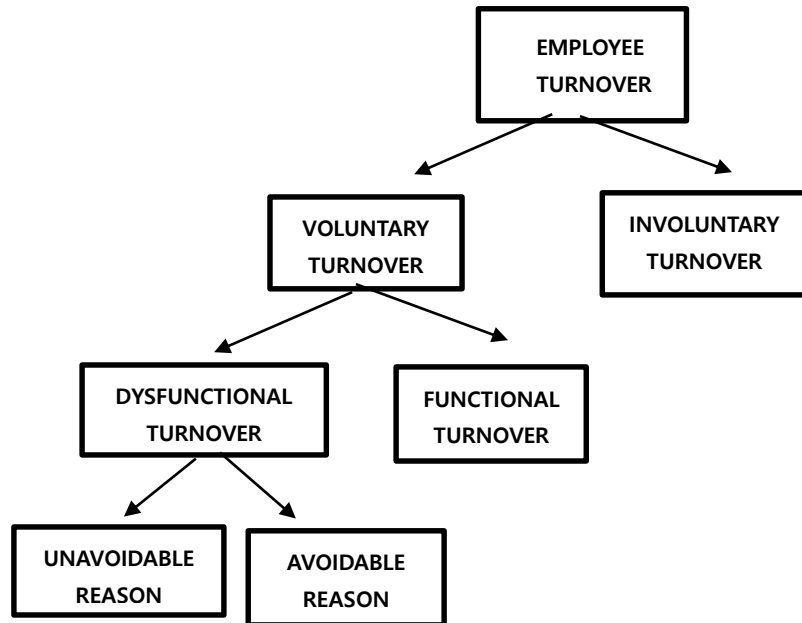 EMPLOYEE
TURNOVER
VOLUNTARY
TURNOVER
INVOLUNTARY
TURNOVER
DYSFUNCTIONAL
TURNOVER
FUNCTIONAL
TURNOVER
UNAVOIDABLE
REASON
AVOIDABLE
REASON